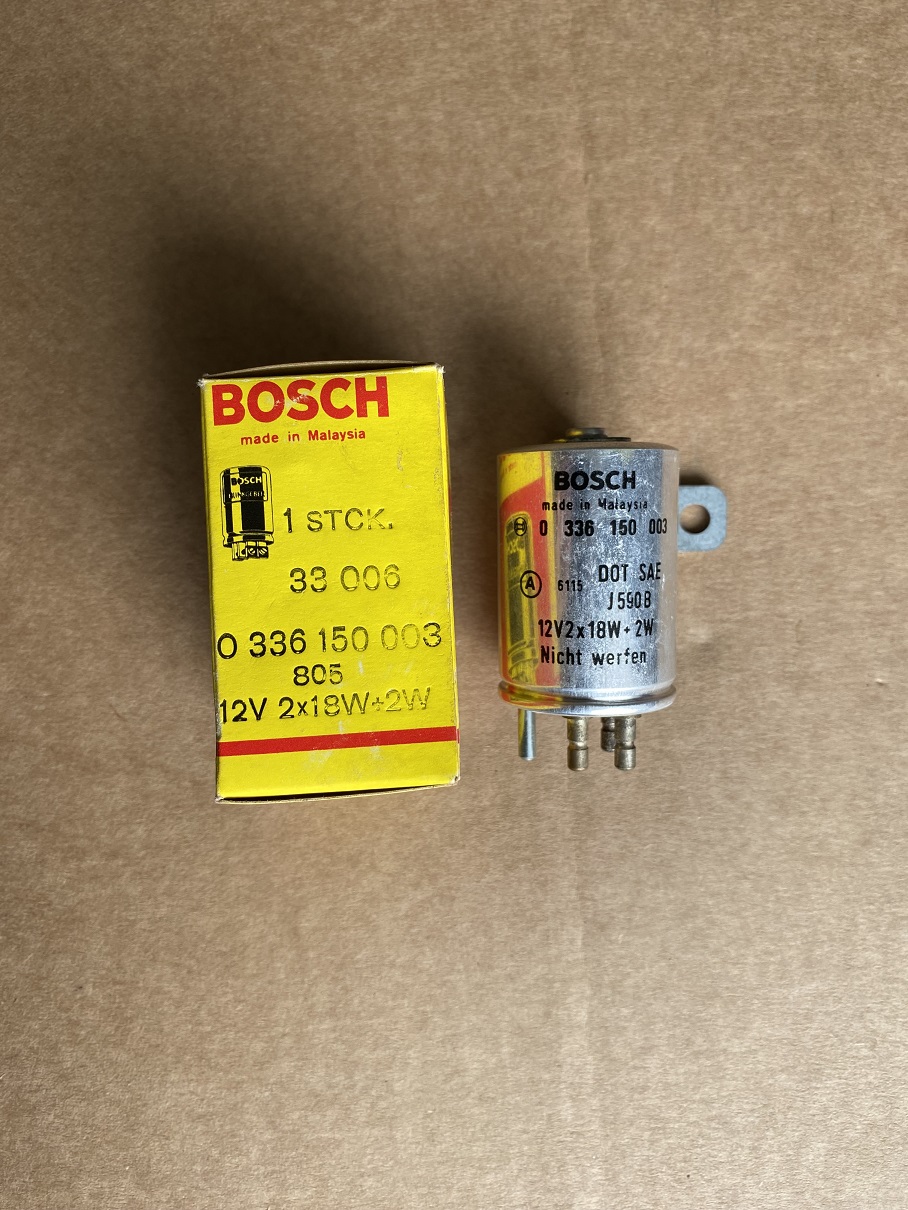 BOSCH
made in Malaysia
BOSCH
1 STCK.
33 006
0 336 150 003
805
12V 2x18W+2W
BOSCH
made in Malaysia
0 336 150 003
A 6115 DOT SAE
J590B
12V2x18W+2W
Nicht werfen